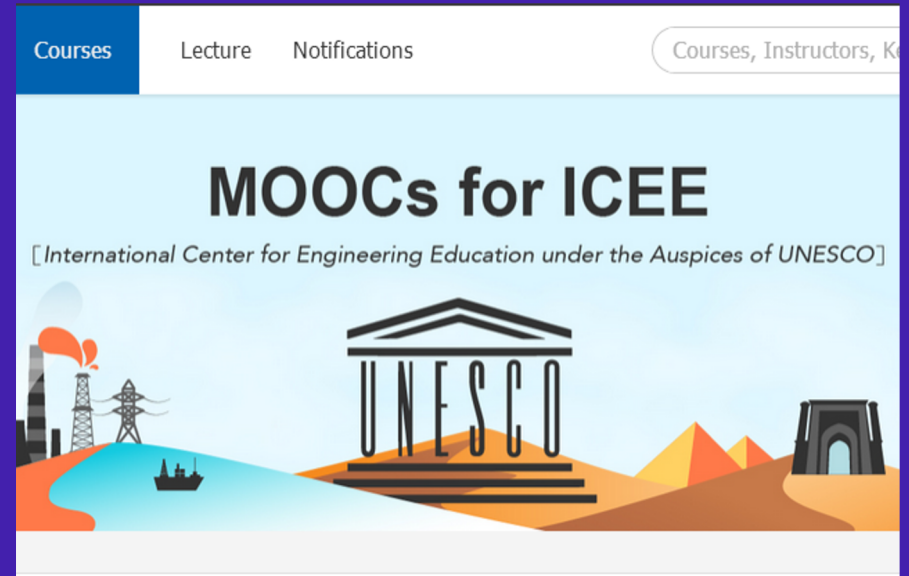 Courses Lecture Notifications Courses, Instructors,
MOOCs for ICEE
[International Center for Engineering Education under the Auspices of UNESCO]
UNESCO